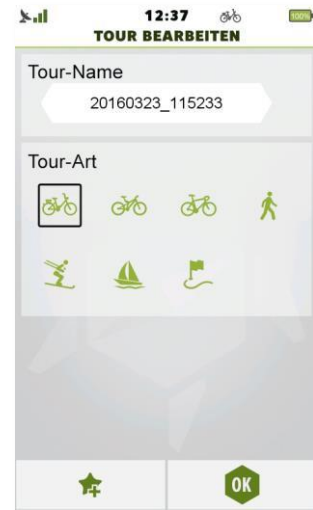 12:37
100%
TOUR BEARBEITEN
Tour-Name
20160323_115233
Tour-Art
OK